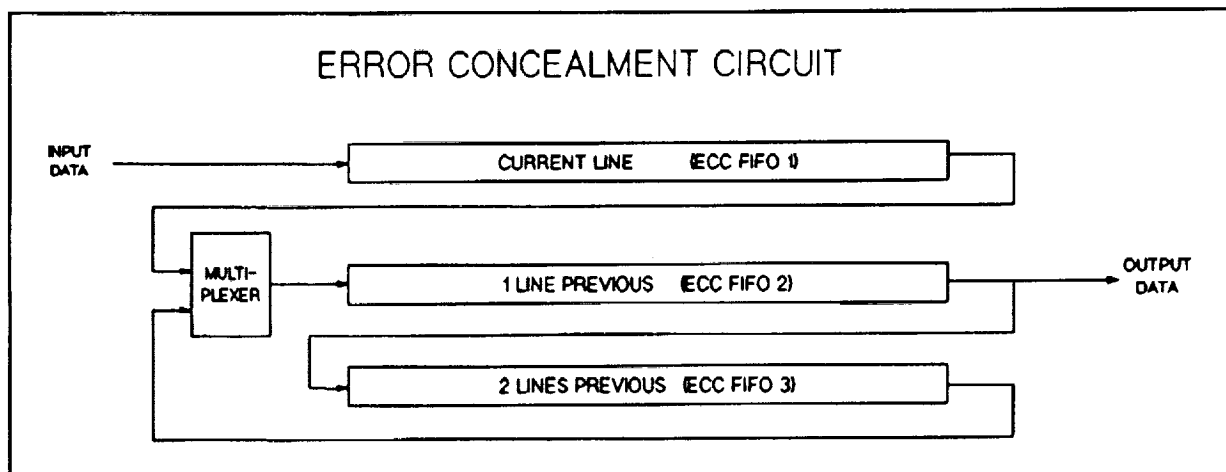 ERROR CONCEALMENT CIRCUIT
INPUT
DATA
CURRENT LINE (ECC FIFO 1)
MULTI-
PLEXER
1 LINE PREVIOUS (ECC FIFO 2)
OUTPUT
DATA
2 LINES PREVIOUS (ECC FIFO 3)